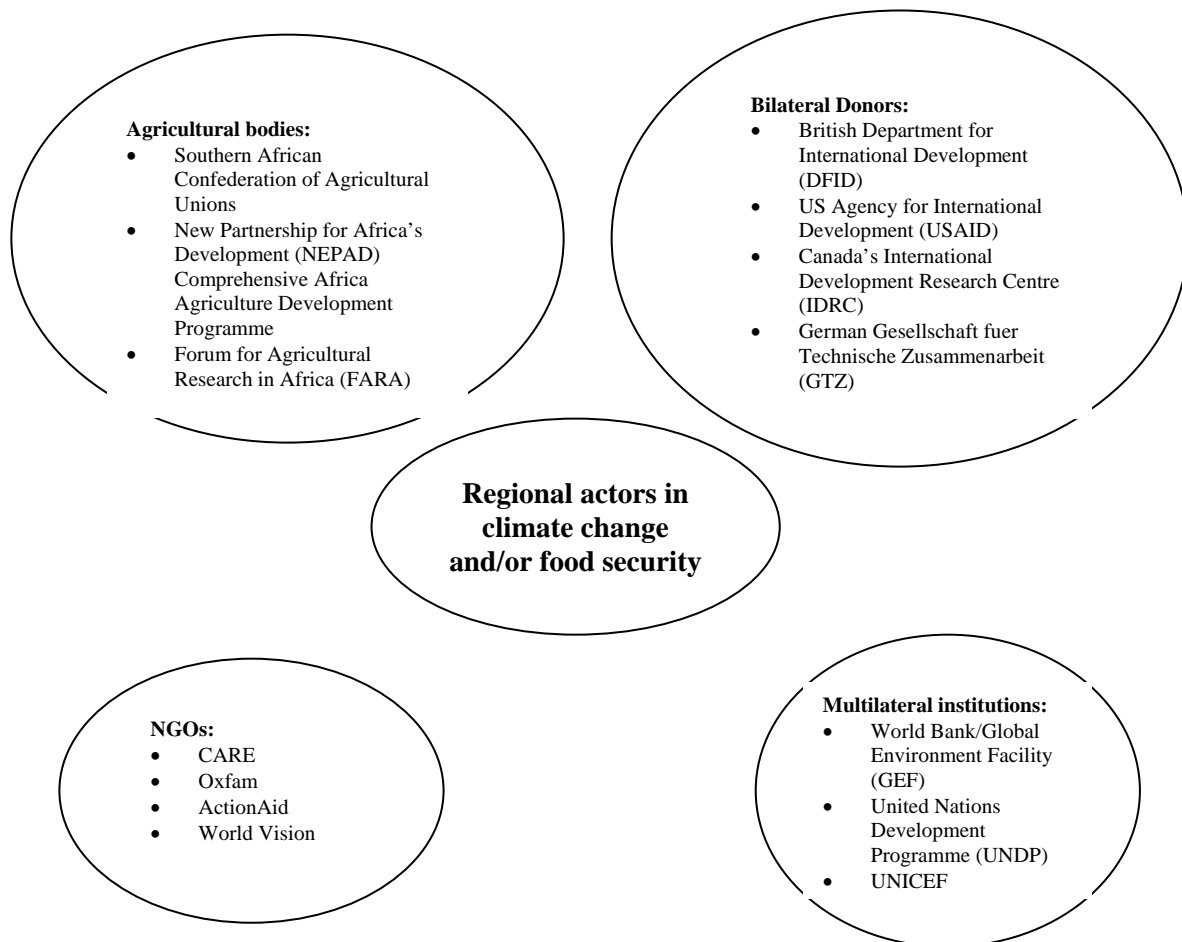 Agricultural bodies:
• Southern African
Confederation of Agricultural
Unions
• New Partnership for Africa's
Development (NEPAD)
Comprehensive Africa
Agriculture Development
Programme
• Forum for Agricultural
Research in Africa (FARA)
Bilateral Donors:
• British Department for
International Development
(DFID)
• US Agency for International
Development (USAID)
• Canada's International
Development Research Centre
(IDRC)
• German Gesellschaft fuer
Technische Zusammenarbeit
(GTZ)
Regional actors in
climate change
and/or food security
NGOs:
• CARE
• Oxfam
• ActionAid
• World Vision
Multilateral institutions:
• World Bank/Global
Environment Facility
(GEF)
• United Nations
Development
Programme (UNDP)
• UNICEF